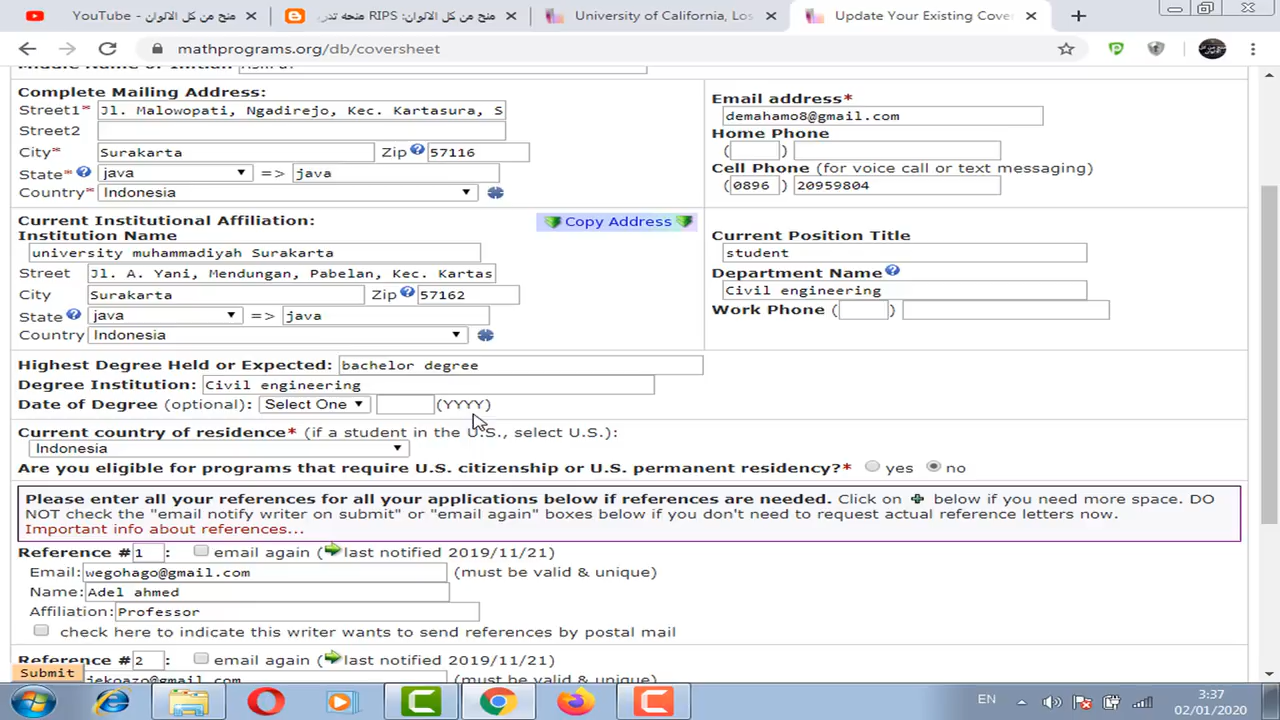 YouTube - منح من كل الالوان
منح من كل الالوان: RIPS منحه تدري
University of California, Los
Update Your Existing Cove
mathprograms.org/db/coversheet
Complete Mailing Address:
Street1* Jl. Malowopati, Ngadirejo, Kec. Kartasura, S
Street2
City* Surakarta Zip 57116
State* java => java
Country* Indonesia
Email address*
demahamo8@gmail.com
Home Phone
( )
Cell Phone (for voice call or text messaging)
(0896) 20959804
Current Institutional Affiliation: Copy Address
Institution Name
university muhammadiyah Surakarta
Street Jl. A. Yani, Mendungan, Pabelan, Kec. Kartas
City Surakarta Zip 57162
State java => java
Country Indonesia
Current Position Title
student
Department Name
Civil engineering
Work Phone ( )
Highest Degree Held or Expected: bachelor degree
Degree Institution: Civil engineering
Date of Degree (optional): Select One (YYYY)
Current country of residence* (if a student in the U.S., select U.S.):
Indonesia
Are you eligible for programs that require U.S. citizenship or U.S. permanent residency?* yes no
Please enter all your references for all your applications below if references are needed. Click on below if you need more space. DO
NOT check the "email notify writer on submit" or "email again" boxes below if you don't need to request actual reference letters now.
Important info about references...
Reference #1 : email again (last notified 2019/11/21)
Email: wegohago@gmail.com (must be valid & unique)
Name: Adel ahmed
Affiliation: Professor
check here to indicate this writer wants to send references by postal mail
Reference #2 : email again (last notified 2019/11/21)
Submit
EN
3:37
02/01/2020